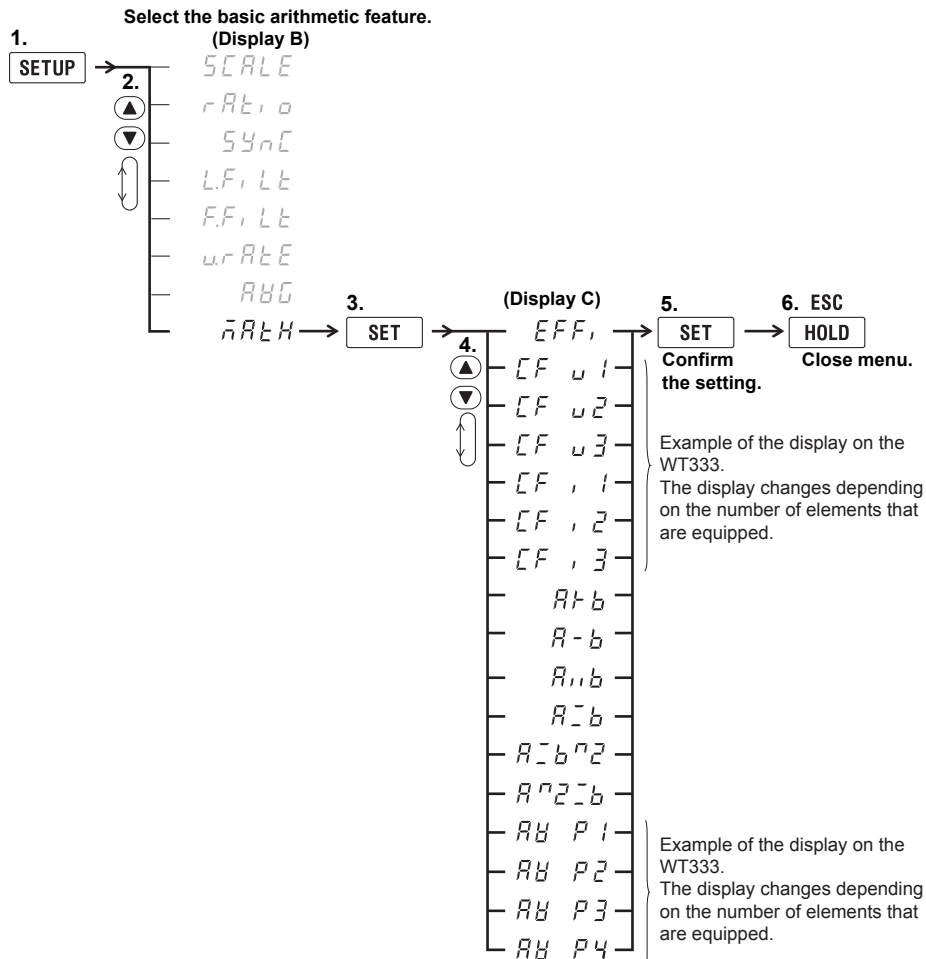 Select the basic arithmetic feature.
1.
(Display B)
SETUP
2.
SCALE
rAtio
SYnC
L.FiLt
F.FiLt
u.rAtE
AVG
mAtH
3.
SET
(Display C)
4.
EFFi
CF u1
CF u2
CF u3
CF i1
CF i2
CF i3
A+b
A-b
5.
SET
Confirm
the setting.
6. ESC
HOLD
Close menu.
Example of the display on the
WT333.
The display changes depending
on the number of elements that
are equipped.
AV P1
AV P2
AV P3
AV P4
Example of the display on the
WT333.
The display changes depending
on the number of elements that
are equipped.